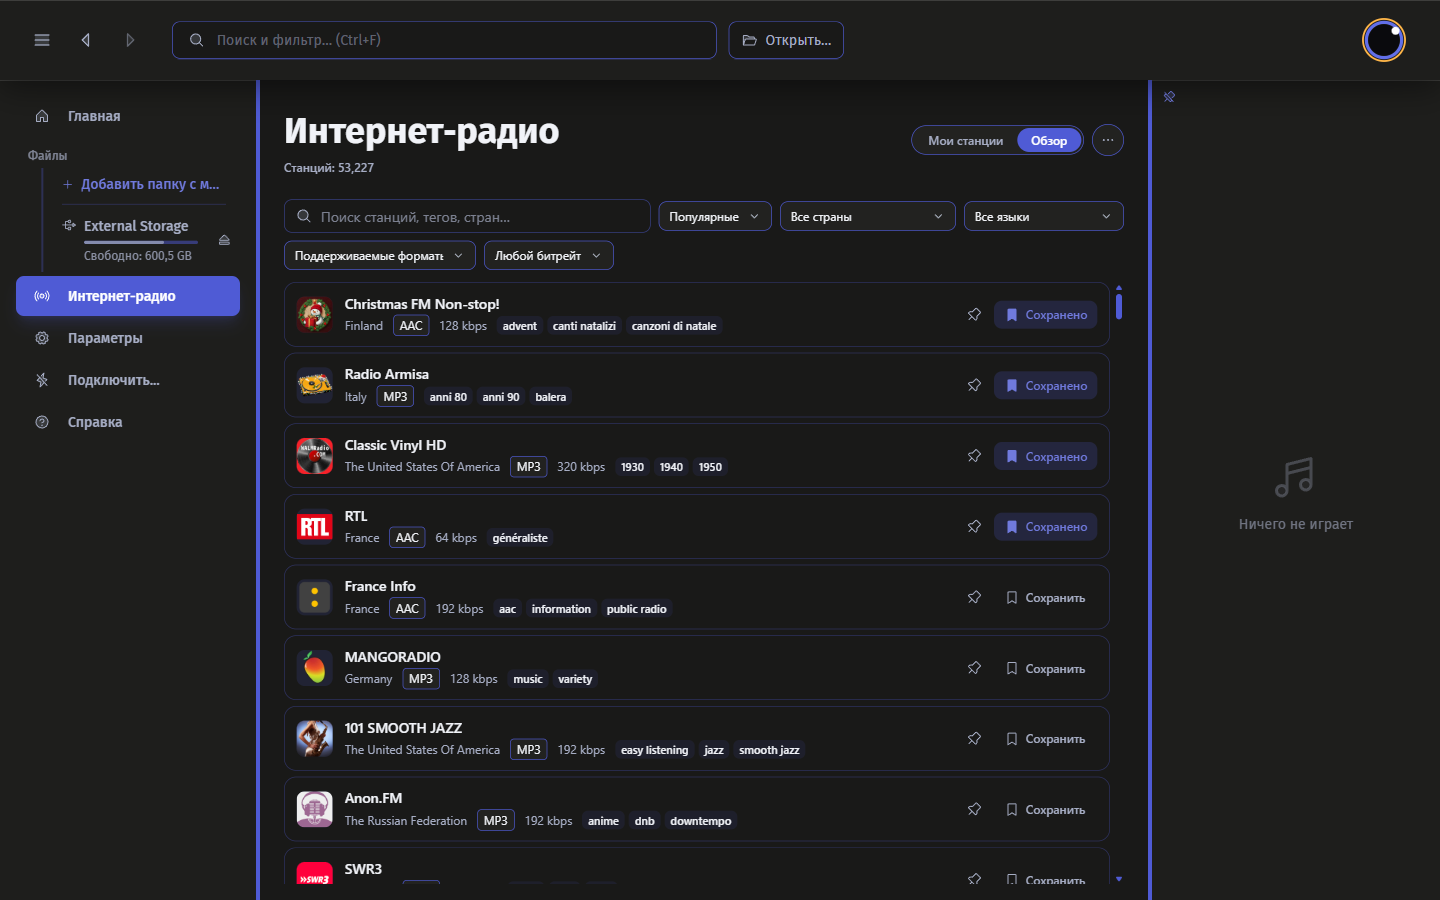 Поиск и фильтр... (Ctrl+F)
Открыть...
Главная
Файлы
+ Добавить папку с м...
External Storage
Свободно: 600,5 GB
Интернет-радио
Параметры
Подключить...
Справка
Интернет-радио
Станций: 53,227
Мои станции
Обзор
Поиск станций, тегов, стран...
Популярные
Все страны
Все языки
Поддерживаемые формать
Любой битрейт
Christmas FM Non-stop!
Finland AAC 128 kbps advent canti natalizi canzoni di natale
Сохранено
Radio Armisa
Italy MP3 anni 80 anni 90 balera
Сохранено
Classic Vinyl HD
The United States Of America MP3 320 kbps 1930 1940 1950
Сохранено
RTL
RTL
France AAC 64 kbps généraliste
Сохранено
France Info
France AAC 192 kbps aac information public radio
Сохранить
MANGORADIO
Germany MP3 128 kbps music variety
Сохранить
101 SMOOTH JAZZ
The United States Of America MP3 192 kbps easy listening jazz smooth jazz
Сохранить
Anon.FM
The Russian Federation MP3 192 kbps anime dnb downtempo
Сохранить
»SWR3
SWR3
Сохранить
Ничего не играет